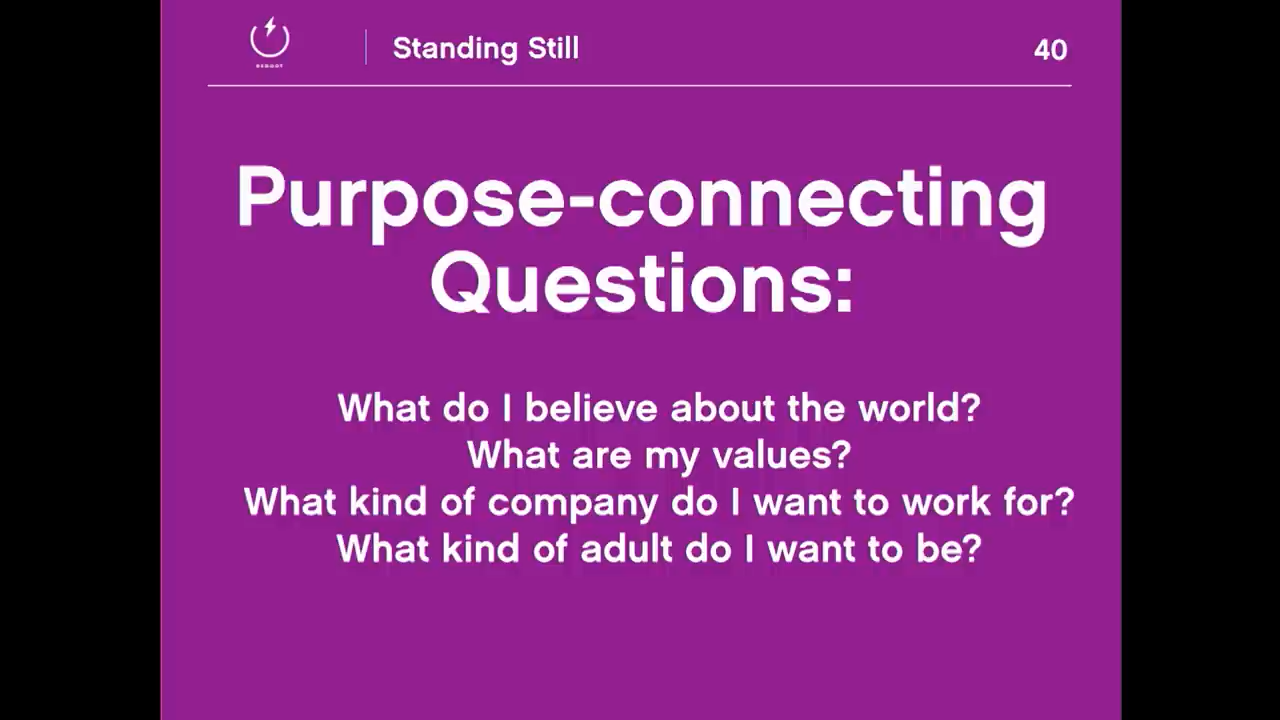 Standing Still
40
REBOOT
Purpose-connecting
Questions:
What do I believe about the world?
What are my values?
What kind of company do I want to work for?
What kind of adult do I want to be?